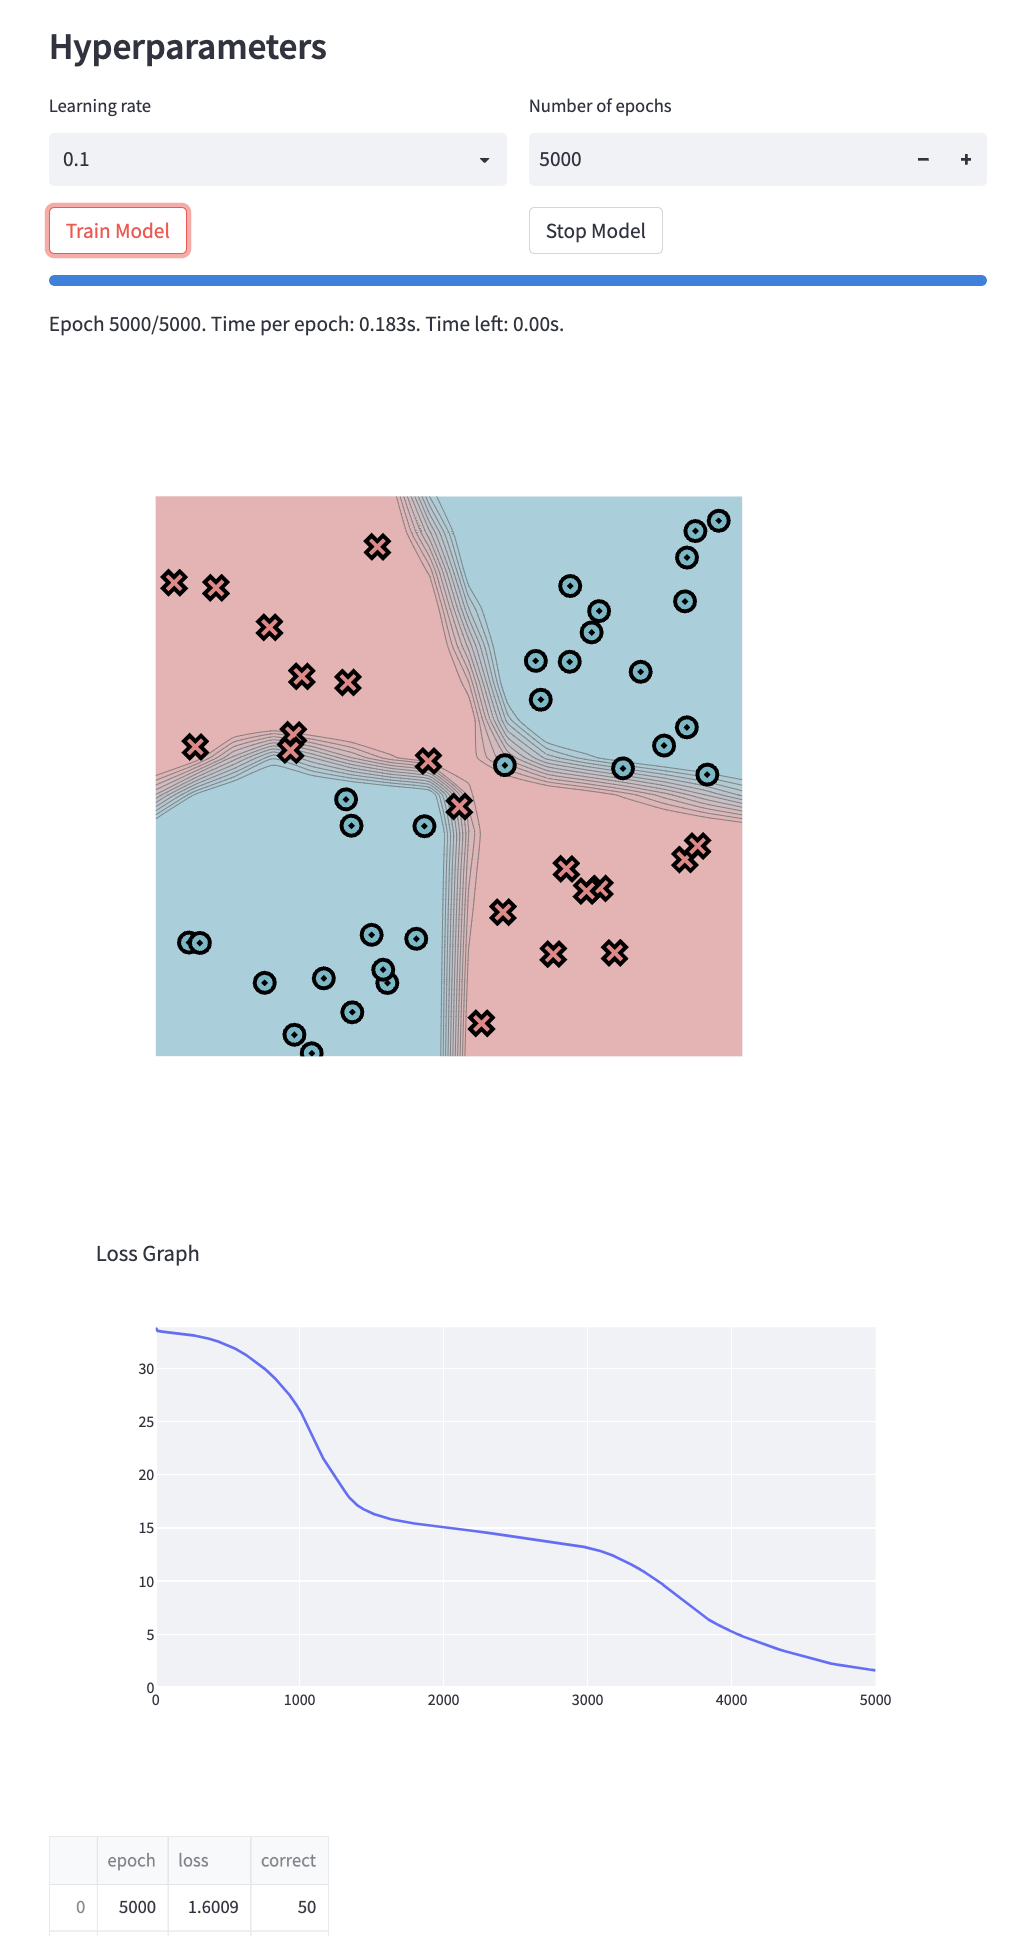 Hyperparameters
Learning rate
Number of epochs
0.1
5000
Train Model
Stop Model
Epoch 5000/5000. Time per epoch: 0.183s. Time left: 0.00s.
Loss Graph
30
25
20
15
10
5
0
0 1000 2000 3000 4000 5000
epoch loss correct
0 5000 1.6009 50